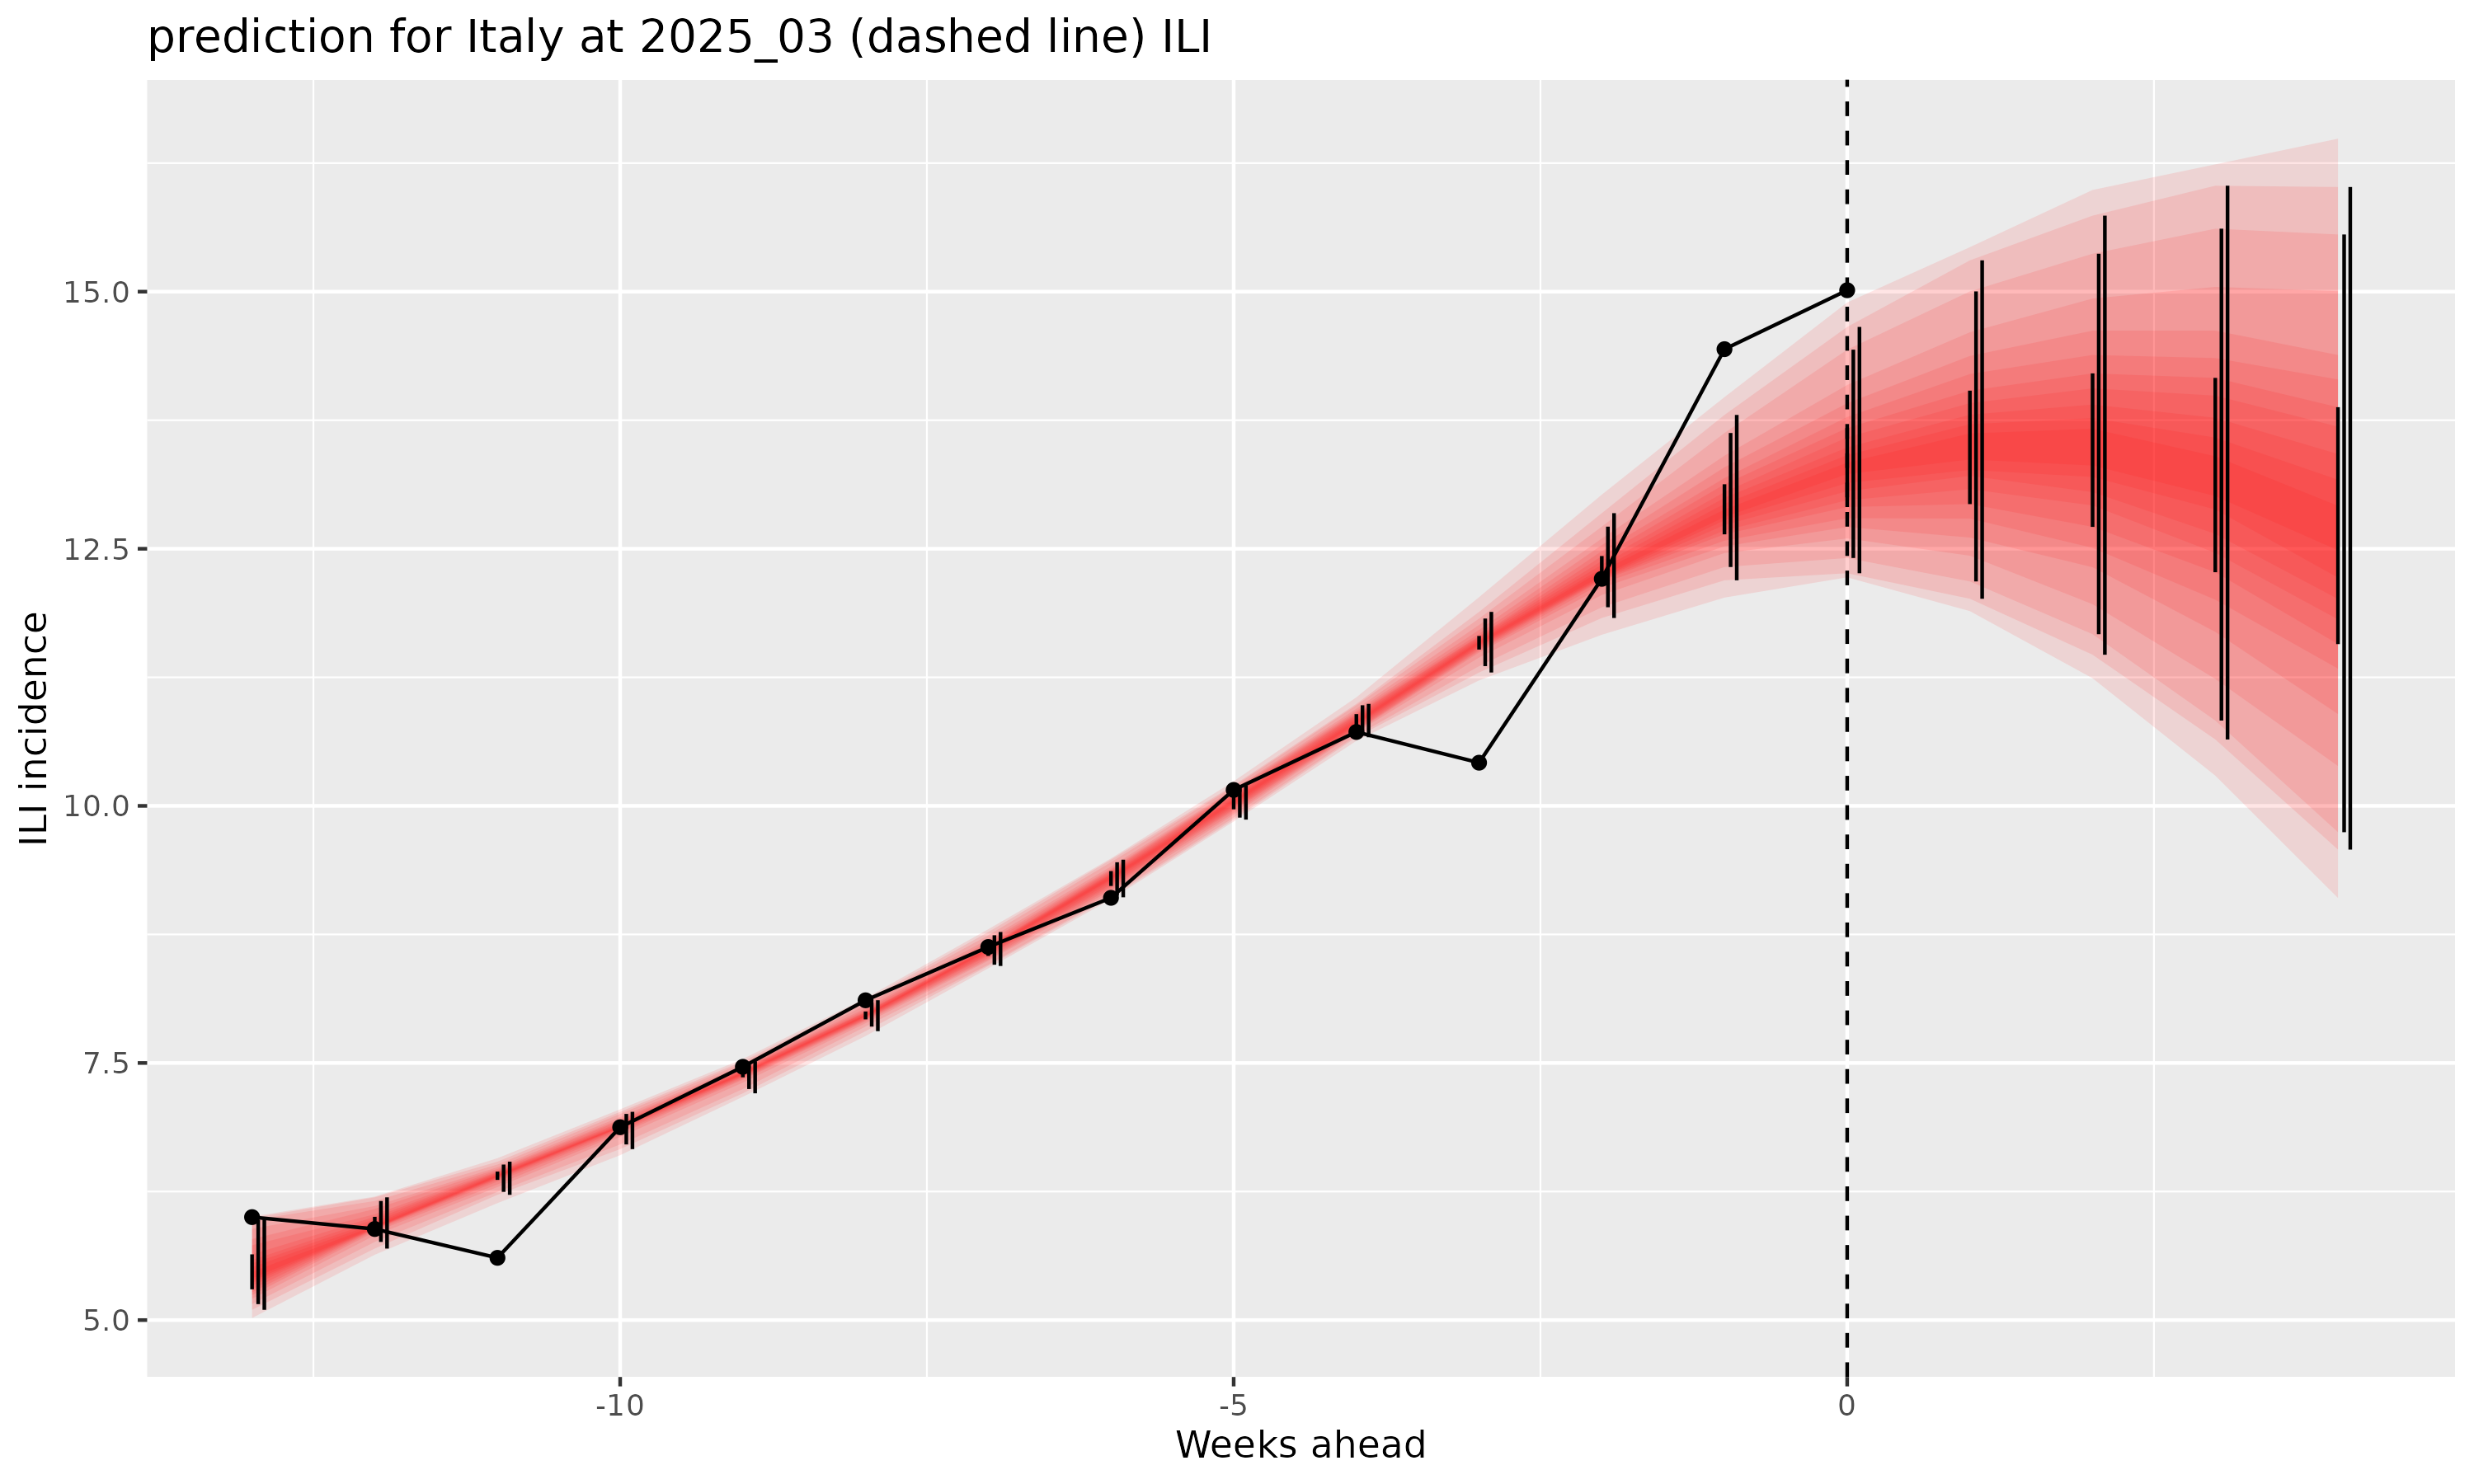 prediction for Italy at 2025_03 (dashed line) ILI
ILI incidence
15.0
12.5
10.0
7.5
5.0
-10
-5
0
Weeks ahead